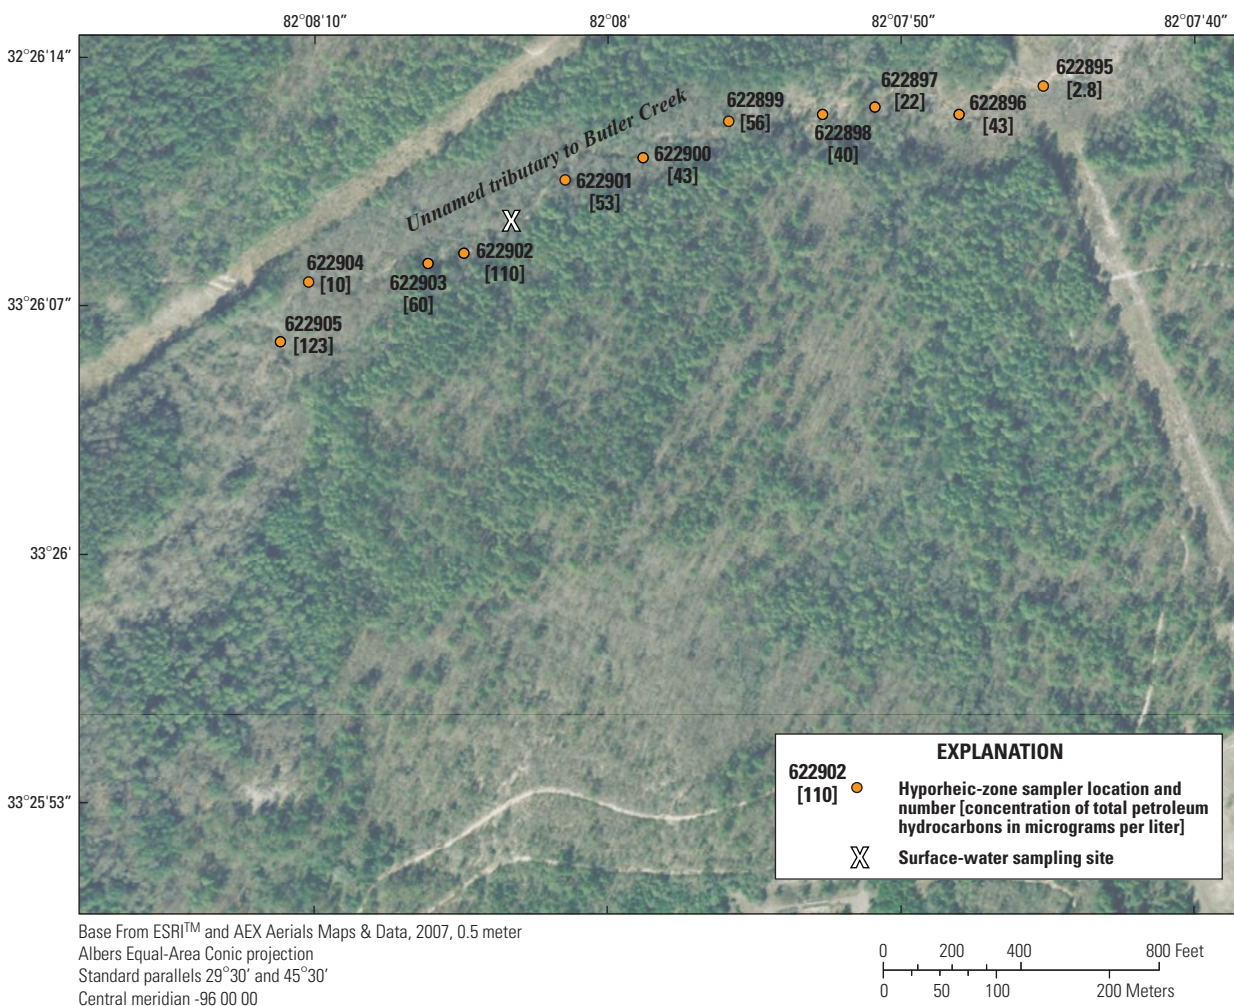 82°08′10″ 82°08′ 82°07′50″ 82°07′40″
32°26′14″
33°26′07″
33°26'
33°25′53″
622895
[2.8]
622897
[22]
622896
[43]
622899
[56]
622898
[40]
622900
[43]
Unnamed tributary to Butler Creek
622901
[53]
622902
[110]
622903
[60]
622904
[10]
622905
[123]
EXPLANATION
622902
[110]
Hyporheic-zone sampler location and
number [concentration of total petroleum
hydrocarbons in micrograms per liter]
X Surface-water sampling site
Base From ESRI™ and AEX Aerials Maps & Data, 2007, 0.5 meter
Albers Equal-Area Conic projection
Standard parallels 29°30′ and 45°30′
Central meridian -96 00 00
0 200 400 800 Feet
0 50 100 200 Meters